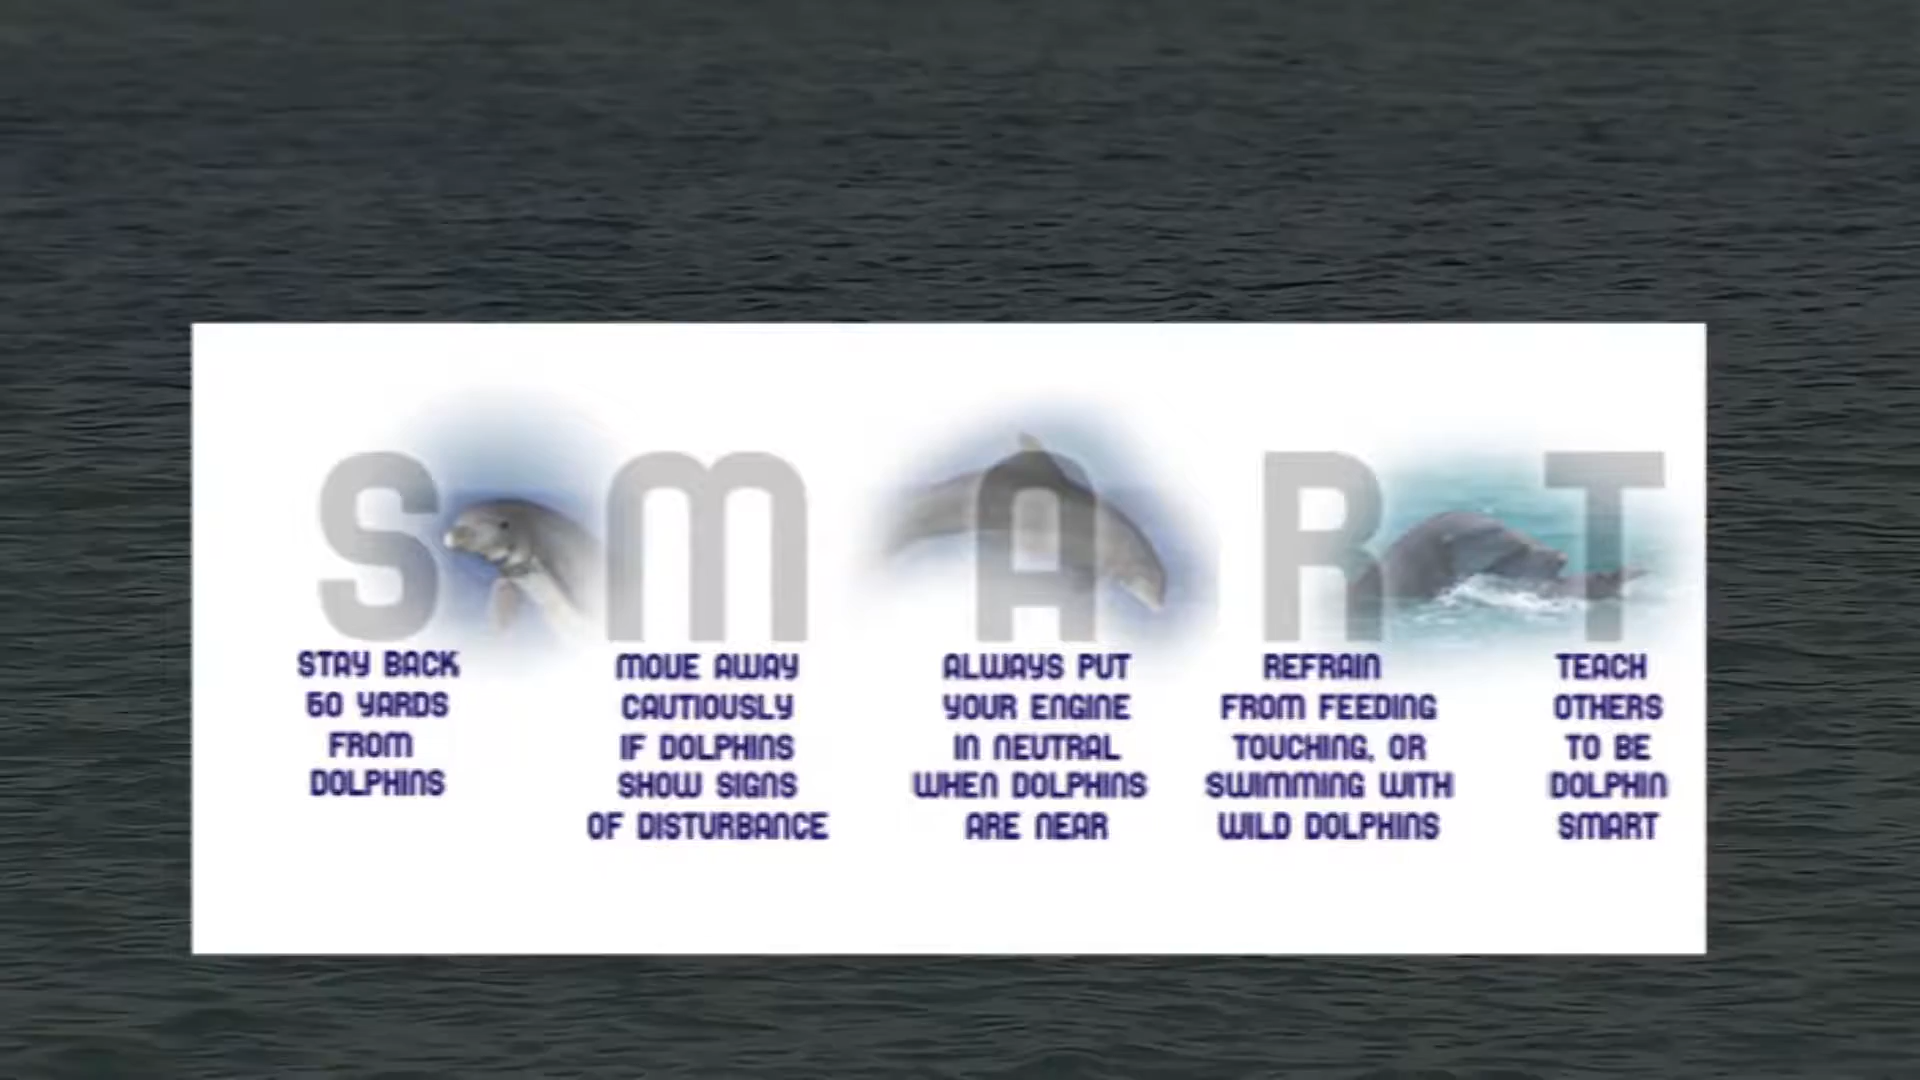 S M A R T
STAY BACK
50 YARDS
FROM
DOLPHINS
MOVE AWAY
CAUTIOUSLY
IF DOLPHINS
SHOW SIGNS
OF DISTURBANCE
ALWAYS PUT
YOUR ENGINE
IN NEUTRAL
WHEN DOLPHINS
ARE NEAR
REFRAIN
FROM FEEDING
TOUCHING, OR
SWIMMING WITH
WILD DOLPHINS
TEACH
OTHERS
TO BE
DOLPHIN
SMART